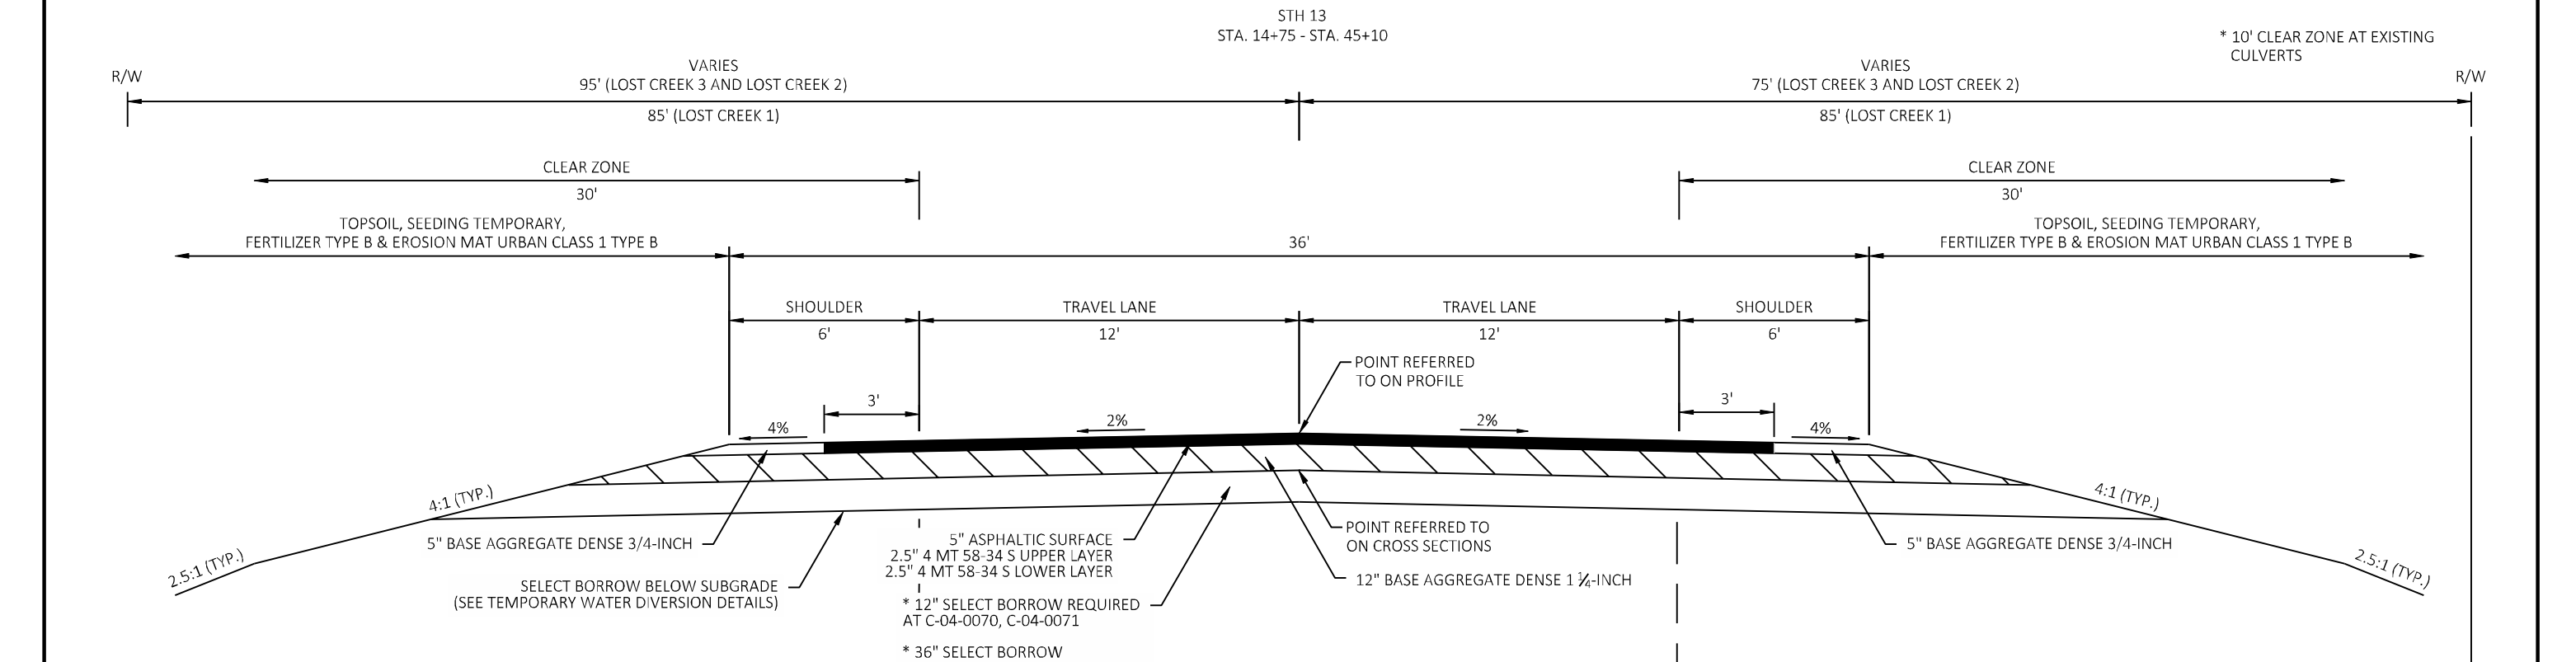 STH 13
STA. 14+75 - STA. 45+10
* 10' CLEAR ZONE AT EXISTING
CULVERTS
R/W
VARIES
95' (LOST CREEK 3 AND LOST CREEK 2)
85' (LOST CREEK 1)
VARIES
75' (LOST CREEK 3 AND LOST CREEK 2)
85' (LOST CREEK 1)
R/W
CLEAR ZONE
30'
CLEAR ZONE
30'
TOPSOIL, SEEDING TEMPORARY,
FERTILIZER TYPE B & EROSION MAT URBAN CLASS 1 TYPE B
36'
TOPSOIL, SEEDING TEMPORARY,
FERTILIZER TYPE B & EROSION MAT URBAN CLASS 1 TYPE B
SHOULDER
6'
TRAVEL LANE
12'
TRAVEL LANE
12'
SHOULDER
6'
POINT REFERRED
TO ON PROFILE
3'
3'
4%
2%
2%
4%
4:1 (TYP.)
4:1 (TYP.)
2.5:1 (TYP.)
2.5:1 (TYP.)
5" BASE AGGREGATE DENSE 3/4-INCH
SELECT BORROW BELOW SUBGRADE
(SEE TEMPORARY WATER DIVERSION DETAILS)
5" ASPHALTIC SURFACE
2.5" 4 MT 58-34 S UPPER LAYER
2.5" 4 MT 58-34 S LOWER LAYER
* 12" SELECT BORROW REQUIRED
AT C-04-0070, C-04-0071
* 36" SELECT BORROW
POINT REFERRED TO
ON CROSS SECTIONS
12" BASE AGGREGATE DENSE 1 1/4-INCH
5" BASE AGGREGATE DENSE 3/4-INCH